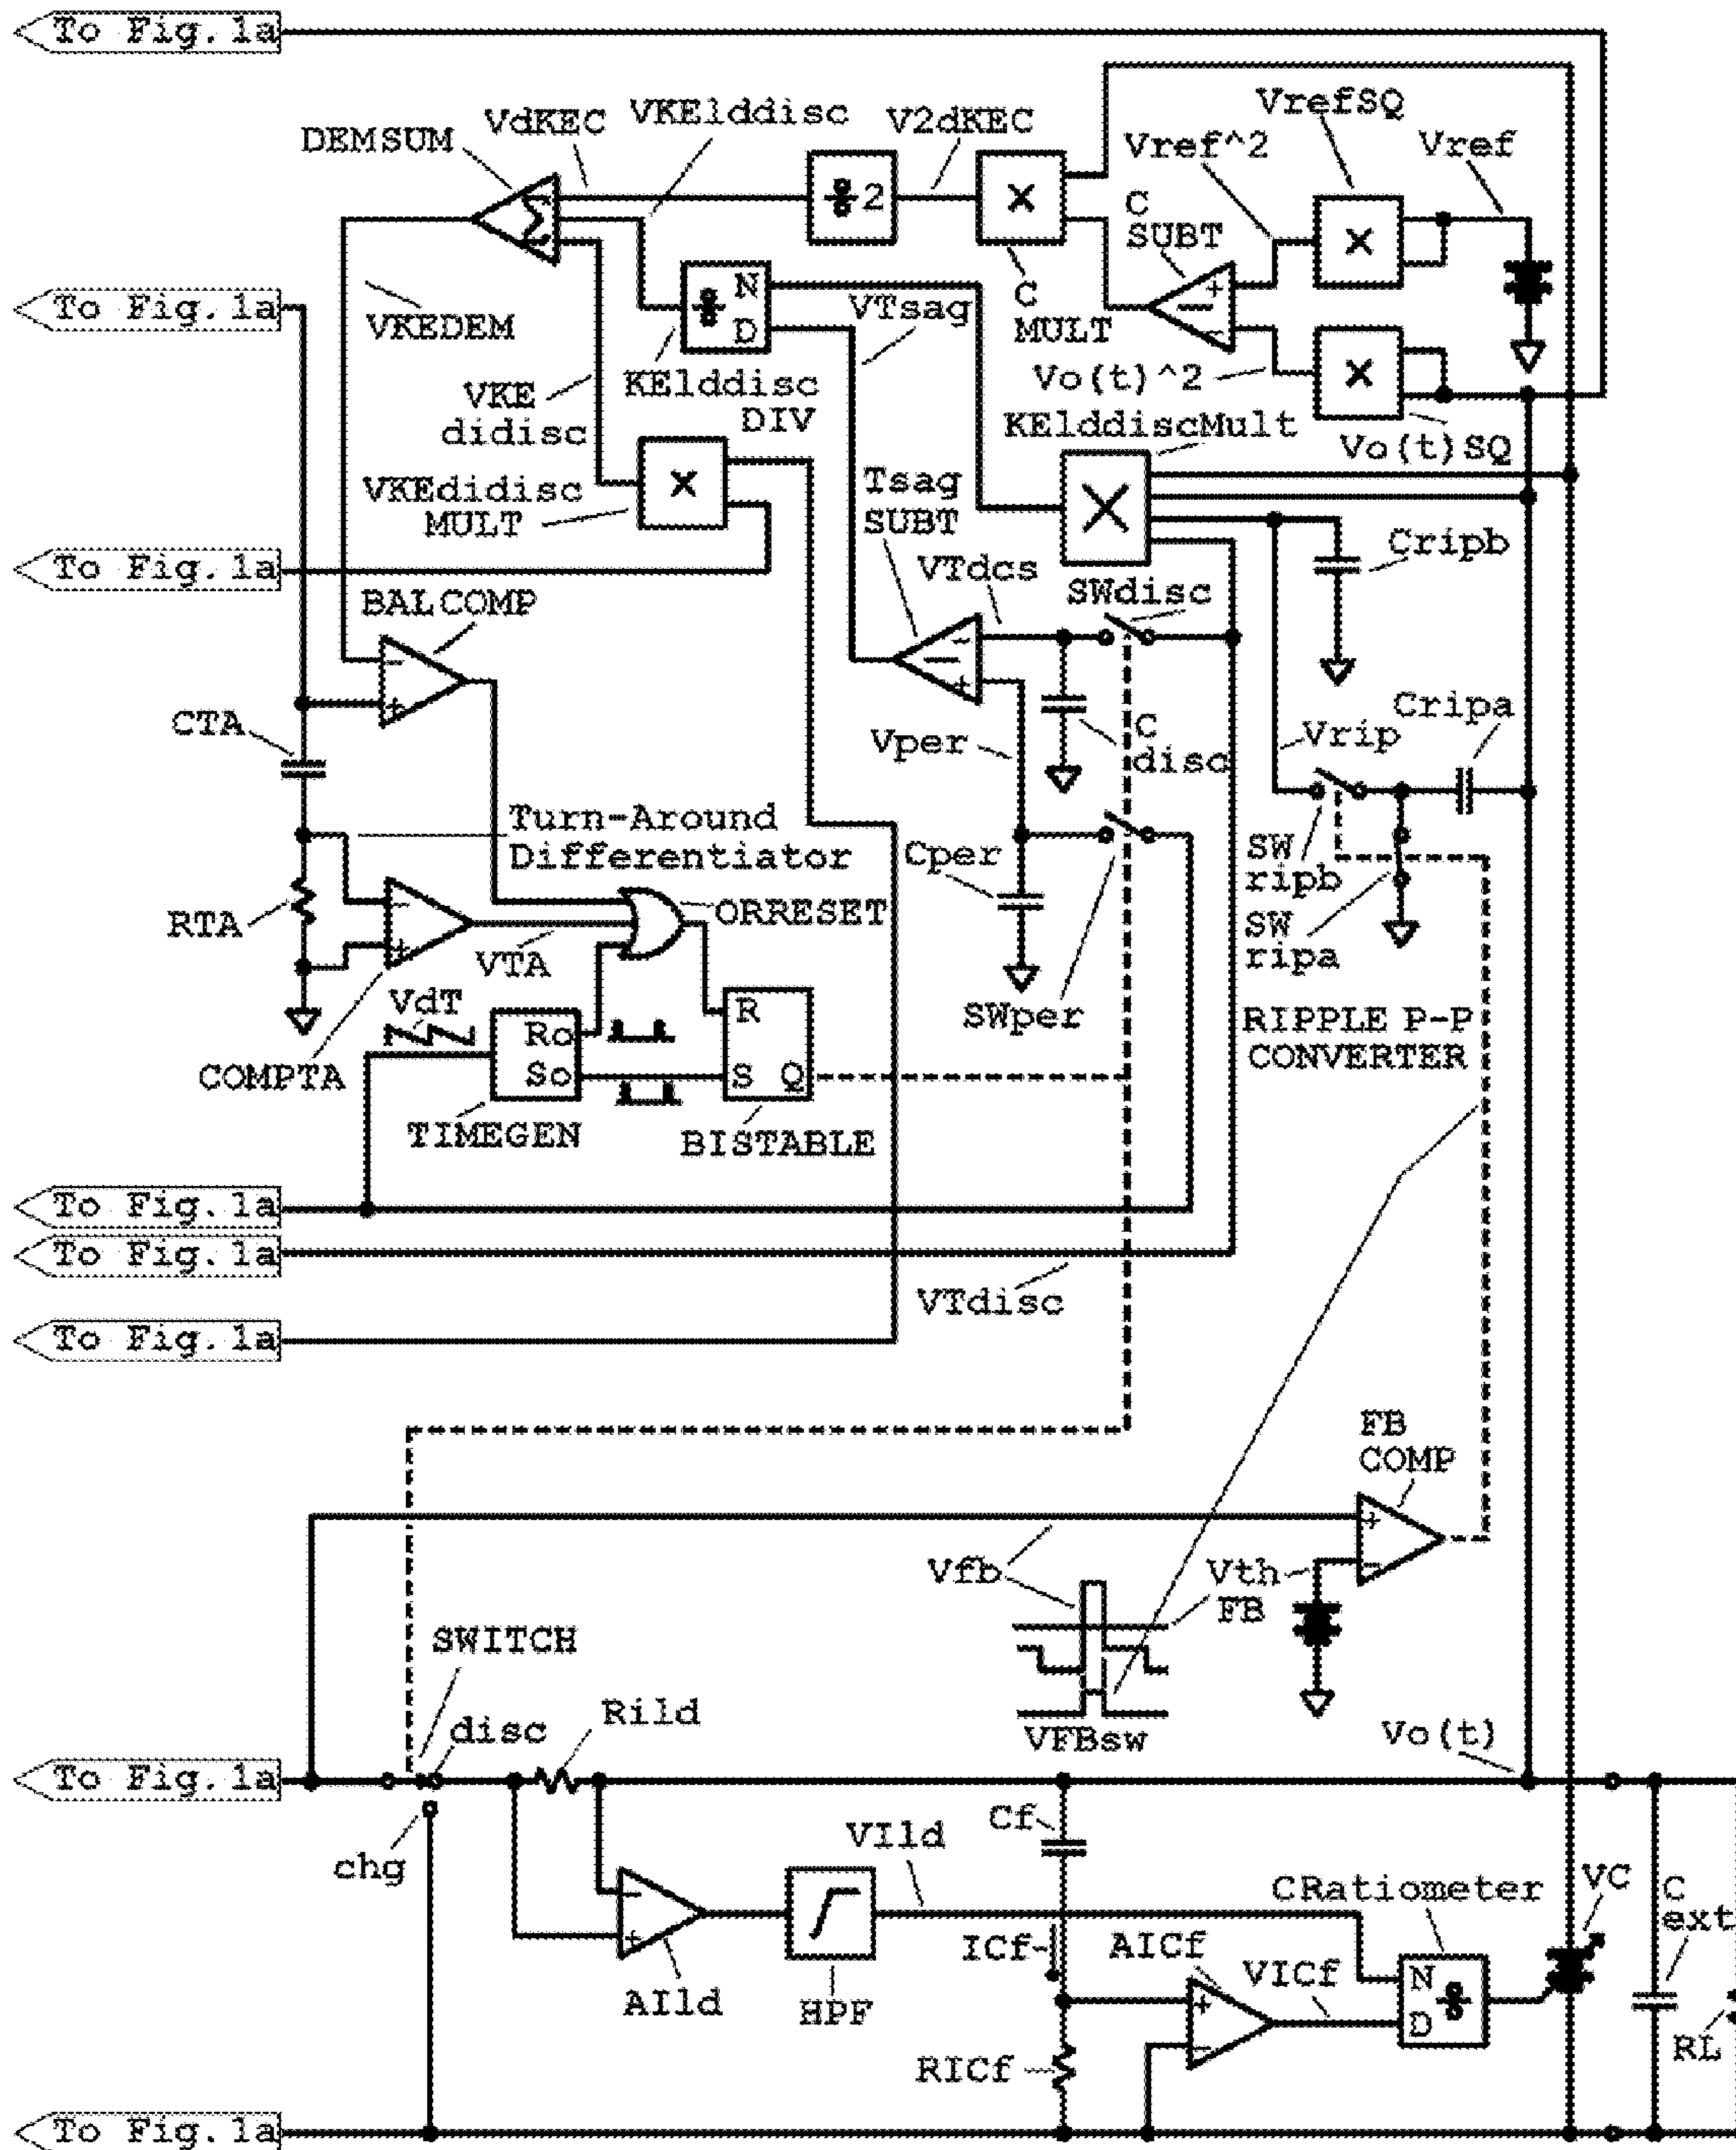 To Fig.1a
VrefSQ
VKElddisc
VdKEC
V2dKEC
DEMSUM
Vref^2
Vref
÷2
×
C
SUBT
×
+
−
N
D
To Fig.1a
VKEDEM
VTsag
C
MULT
×
VKE
didisc
KElddisc
DIV
Vo(t)^2
KElddiscMult
Vo(t)SQ
VKEdidisc
MULT
×
Tsag
SUBT
×
Cripb
To Fig.1a
VTdcs
SWdisc
BALCOMP
−
+
−
+
CTA
Vper
C
disc
Vrip
Cripa
Turn-Around
Differentiator
Cper
SW
ripb
RTA
−
+
ORRESET
SW
ripa
VTA
VdT
SWper
RIPPLE P-P
CONVERTER
COMPTA
Ro
So
R
S Q
TIMEGEN
BISTABLE
To Fig.1a
To Fig.1a
VTdisc
To Fig.1a
FB
COMP
+
−
Vfb
Vth
FB
SWITCH
disc
Rild
VFBsw
Vo(t)
To Fig.1a
chg
Cf
VIld
CRatiometer
VC
C
ext
−
+
ICf
AICf
VICf
N
D
÷
AIld
HPF
+
−
RICf
RL
To Fig.1a